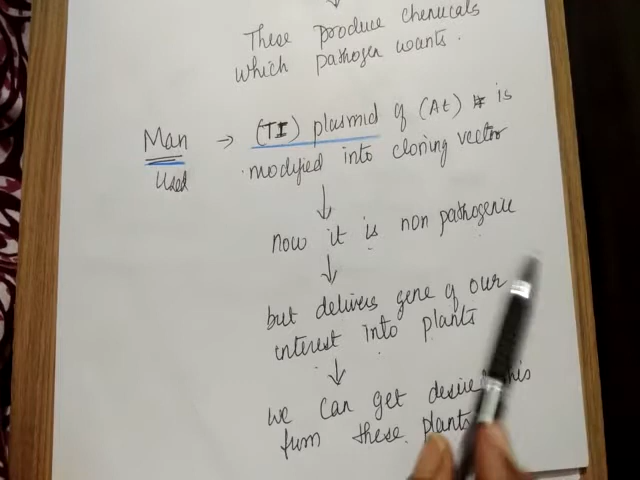 These produce chemicals
which pathogen wants.
Man → (TI) plasmid of (At) is
Used
modified into cloning vector
now it is non pathogenic
but delivers gene of our
interest into plants
we can get
from these plants